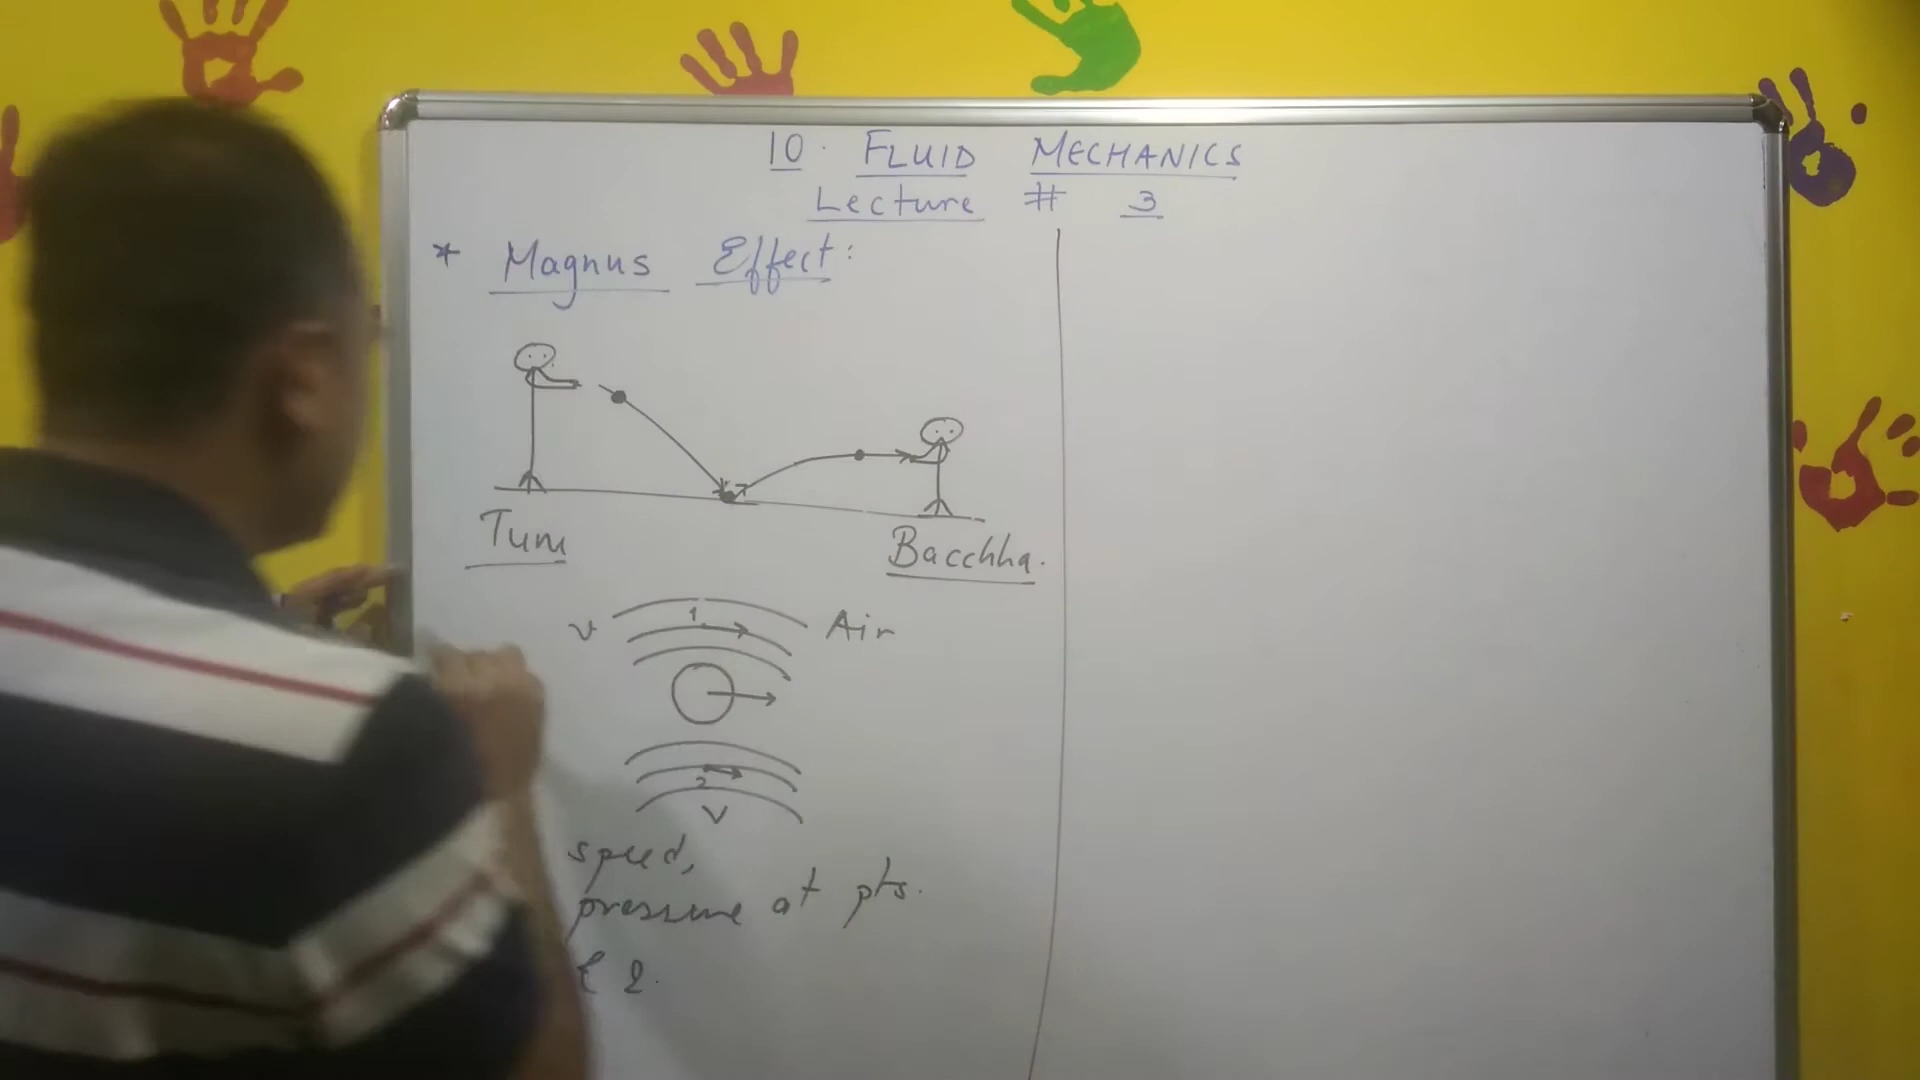 10. FLUID MECHANICS
Lecture # 3
* Magnus Effect:
Tum
Bacchha.
v 1 Air
2
v
speed,
pressure at pts.
& 2.